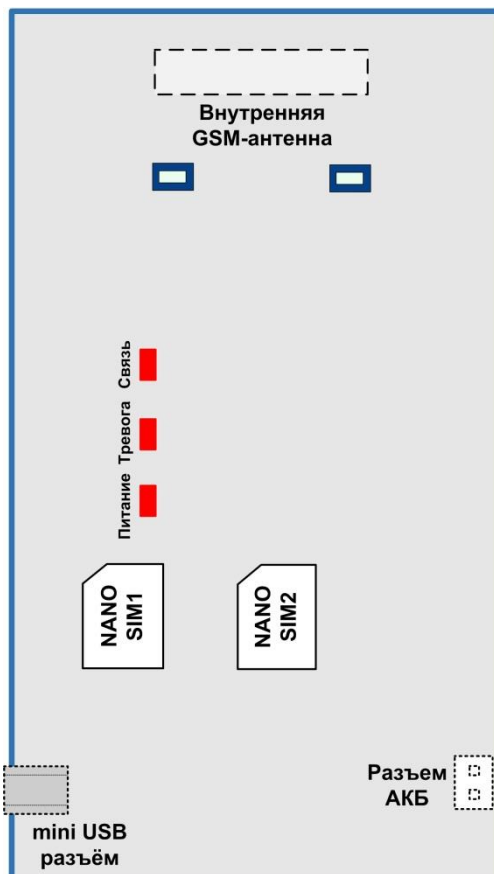 Внутренняя
GSM-антенна
Связь
Тревога
Питание
NANO
SIM1
NANO
SIM2
Разъем
АКБ
mini USB
разъём